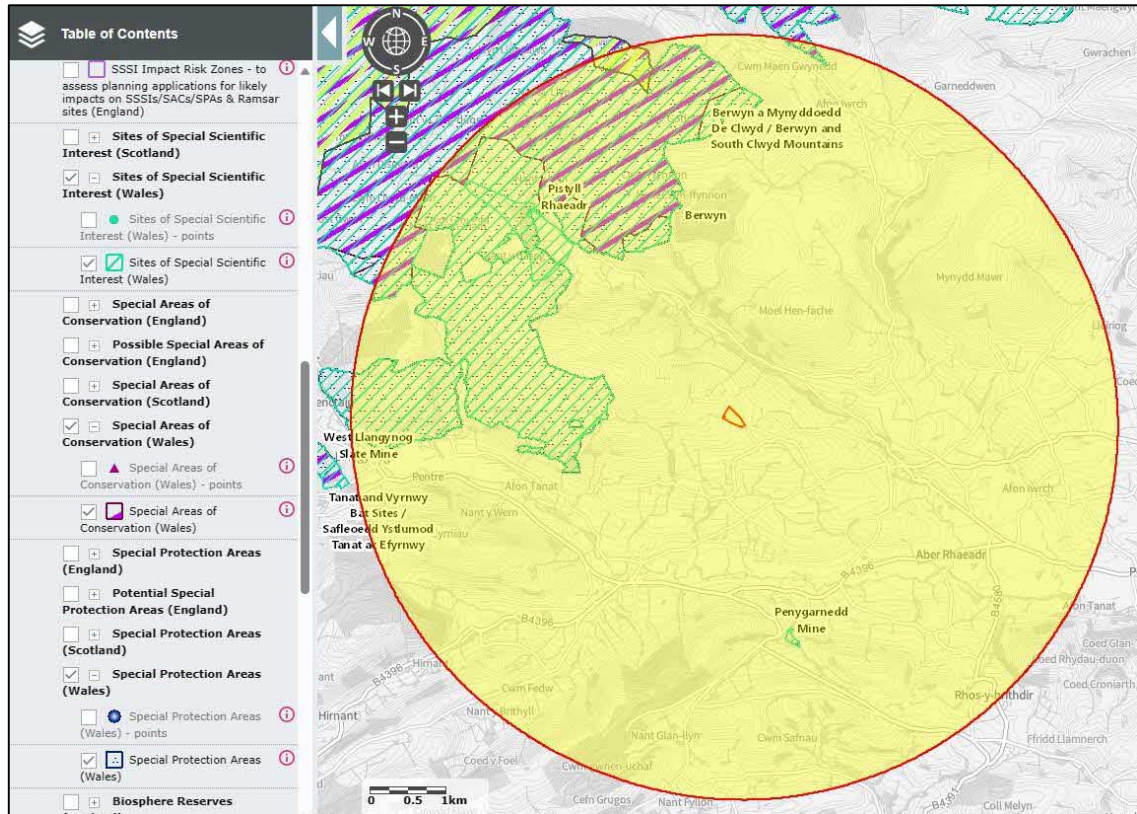 Table of Contents
SSSI Impact Risk Zones - to
assess planning applications for likely
impacts on SSSIs/SACs/SPAs & Ramsar
sites (England)
Sites of Special Scientific
Interest (Scotland)
Sites of Special Scientific
Interest (Wales)
Sites of Special Scientific
Interest (Wales) - points
Sites of Special Scientific
Interest (Wales)
Special Areas of
Conservation (England)
Possible Special Areas of
Conservation (England)
Special Areas of
Conservation (Scotland)
Special Areas of
Conservation (Wales)
Special Areas of
Conservation (Wales) - points
Special Areas of
Conservation (Wales)
Special Protection Areas
(England)
Potential Special
Protection Areas (England)
Special Protection Areas
(Scotland)
Special Protection Areas
(Wales)
Special Protection Areas
(Wales) - points
Special Protection Areas
(Wales)
Biosphere Reserves
N
W
E
S
Gwrachen
Cwm Maen Gwynedd
Garneddwen
Afon Iwrch
Berwyn a Mynyddoedd
De Clwyd / Berwyn and
South Clwyd Mountains
Pistyll
Rhaeadr
Berwyn
Mynydd Mawr
Moel Hen-fache
West Llangynog
Slate Mine
Pentre
Afon Tanat
Afon Iwrch
Tanat and Vyrnwy
Bat Sites /
Safleoedd Ystlumod
Tanat ac Efyrnwy
Nant y Wern
Aber Rhaeadr
B4396
B4580
Afon Tanat
Penygarnedd
Mine
B4396
Coed Glan-
Coed Rhydau-duon
Coed Croniarth
B4396
Hirnant
Cwm Fedw
Rhos-y-brithdir
Nant Glan-llyn
Cwm Safnau
Ffridd Llamnerch
Coed y Foel
Cwm
0 0.5 1km
Cefn Grugos
Nant Fyllon
B4391
Coll Melyn